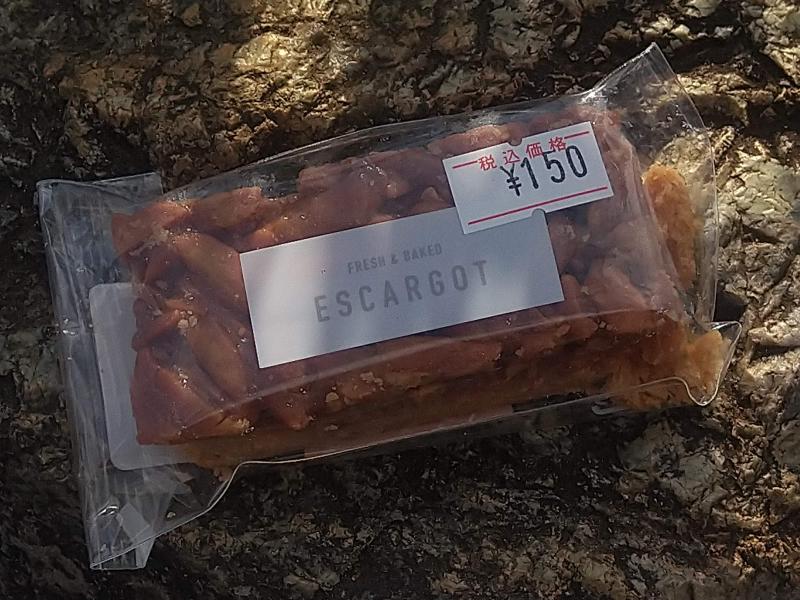 税込価格
¥150
FRESH & BAKED
ESCARGOT